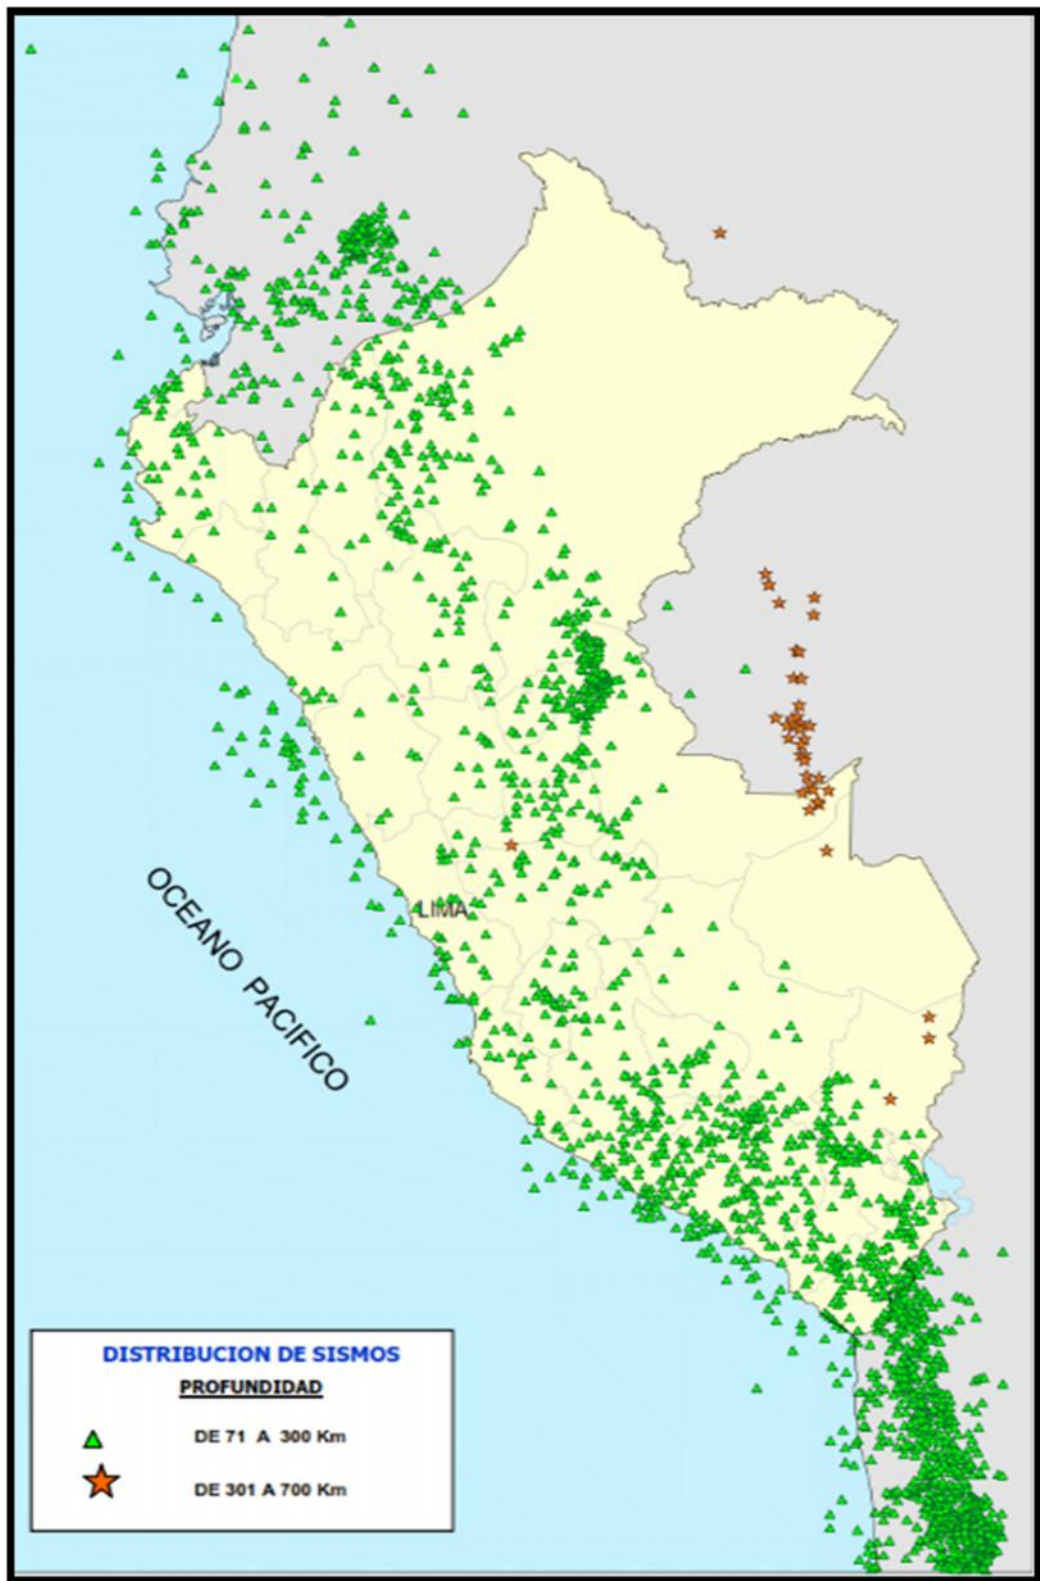 LIMA
OCEANO PACIFICO
DISTRIBUCION DE SISMOS
PROFUNDIDAD
DE 71 A 300 Km
DE 301 A 700 Km